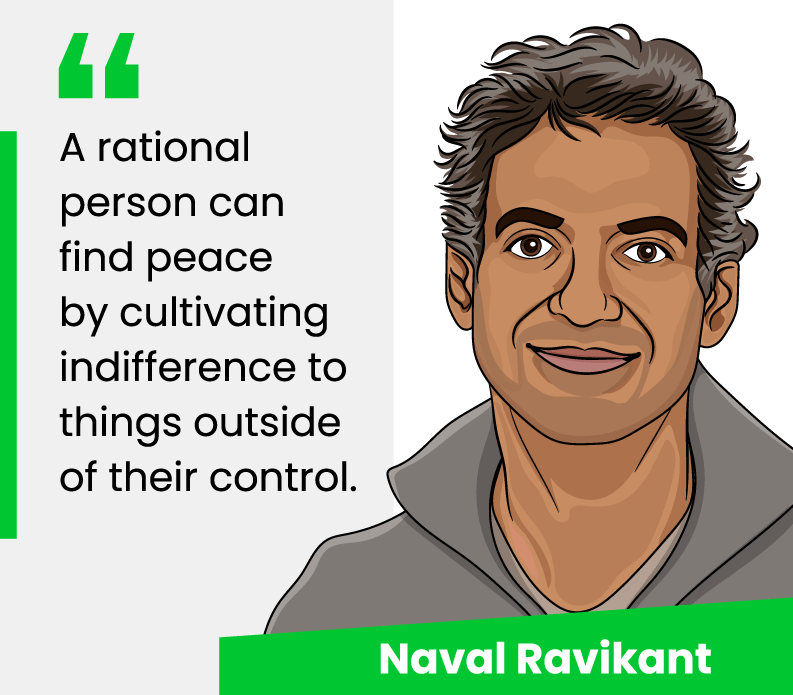 “
A rational
person can
find peace
by cultivating
indifference to
things outside
of their control.
Naval Ravikant